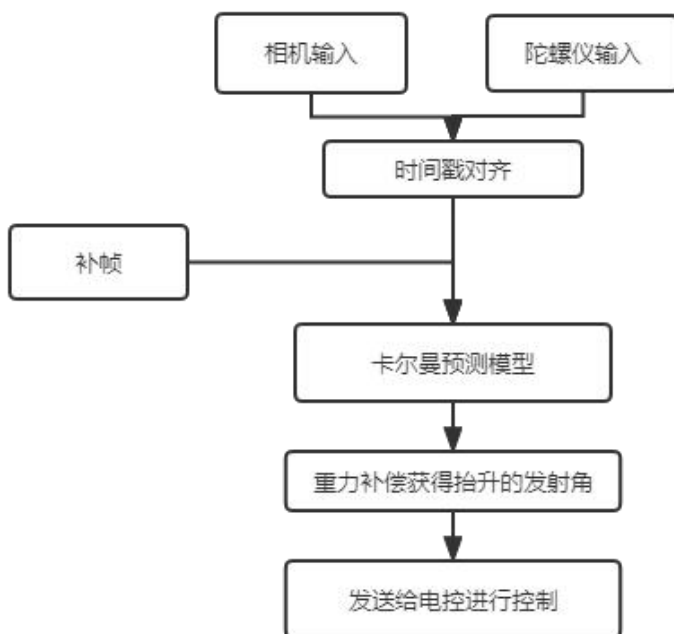 相机输入
陀螺仪输入
时间戳对齐
补帧
卡尔曼预测模型
重力补偿获得抬升的发射角
发送给电控进行控制